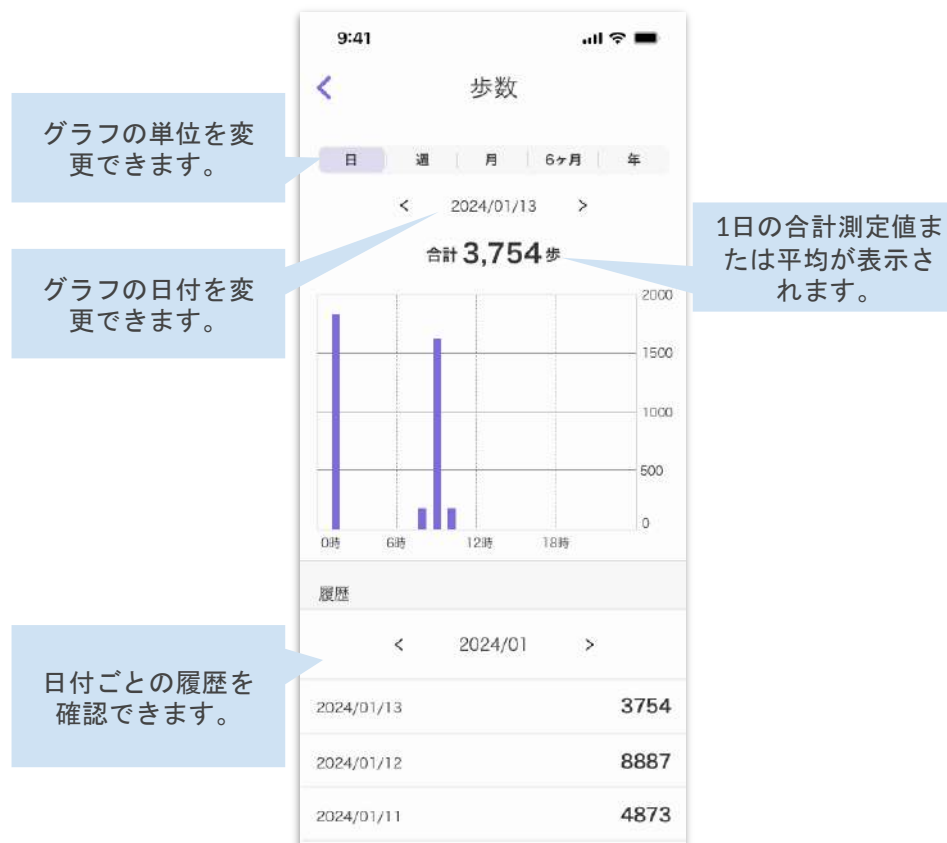 9:41
歩数
グラフの単位を変
更できます。
日 週 月 6ヶ月 年
< 2024/01/13 >
合計 3,754 歩
1日の合計測定値ま
たは平均が表示さ
れます。
グラフの日付を変
更できます。
2000
1500
1000
500
0
0時 6時 12時 18時
履歴
< 2024/01 >
日付ごとの履歴を
確認できます。
2024/01/13 3754
2024/01/12 8887
2024/01/11 4873